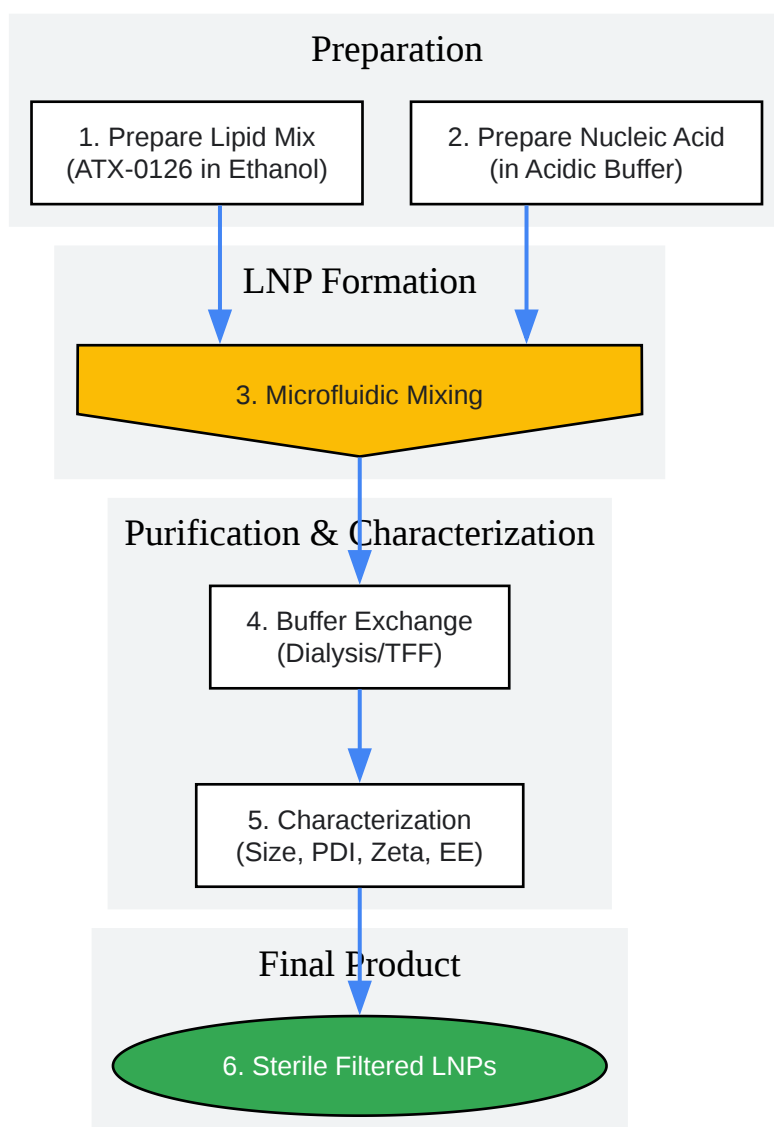 Preparation
1. Prepare Lipid Mix
(ATX-0126 in Ethanol)
2. Prepare Nucleic Acid
(in Acidic Buffer)
LNP Formation
3. Microfluidic Mixing
Purification & Characterization
4. Buffer Exchange
(Dialysis/TFF)
5. Characterization
(Size, PDI, Zeta, EE)
Final Product
6. Sterile Filtered LNPs